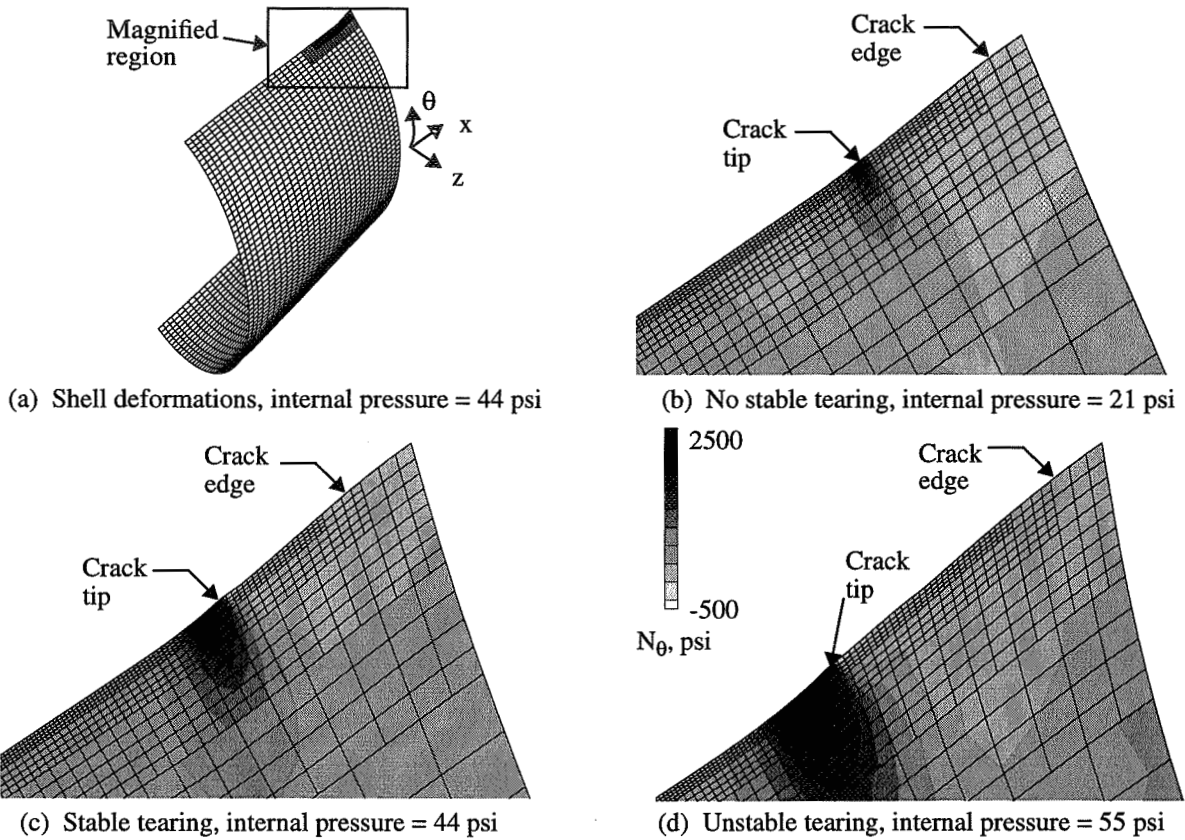 Magnified
region
θ
x
z
(a) Shell deformations, internal pressure = 44 psi
Crack
edge
Crack
tip
(b) No stable tearing, internal pressure = 21 psi
Crack
edge
Crack
tip
(c) Stable tearing, internal pressure = 44 psi
2500
-500
Nθ, psi
Crack
edge
Crack
tip
(d) Unstable tearing, internal pressure = 55 psi